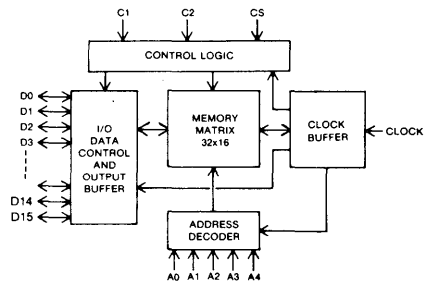 C1 C2 CS
CONTROL LOGIC
D0
D1
D2
D3
D14
D15
I/O
DATA
CONTROL
AND
OUTPUT
BUFFER
MEMORY
MATRIX
32x16
CLOCK
BUFFER
CLOCK
ADDRESS
DECODER
A0 A1 A2 A3 A4